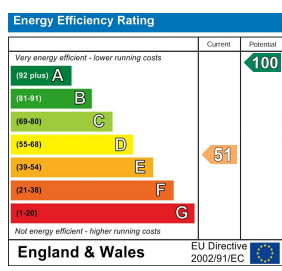 Energy Efficiency Rating
Current Potential
Very energy efficient - lower running costs
(92 plus) A
100
(81-91) B
(69-80) C
(55-68) D
51
(39-54) E
(21-38) F
(1-20) G
Not energy efficient - higher running costs
England & Wales
EU Directive
2002/91/EC